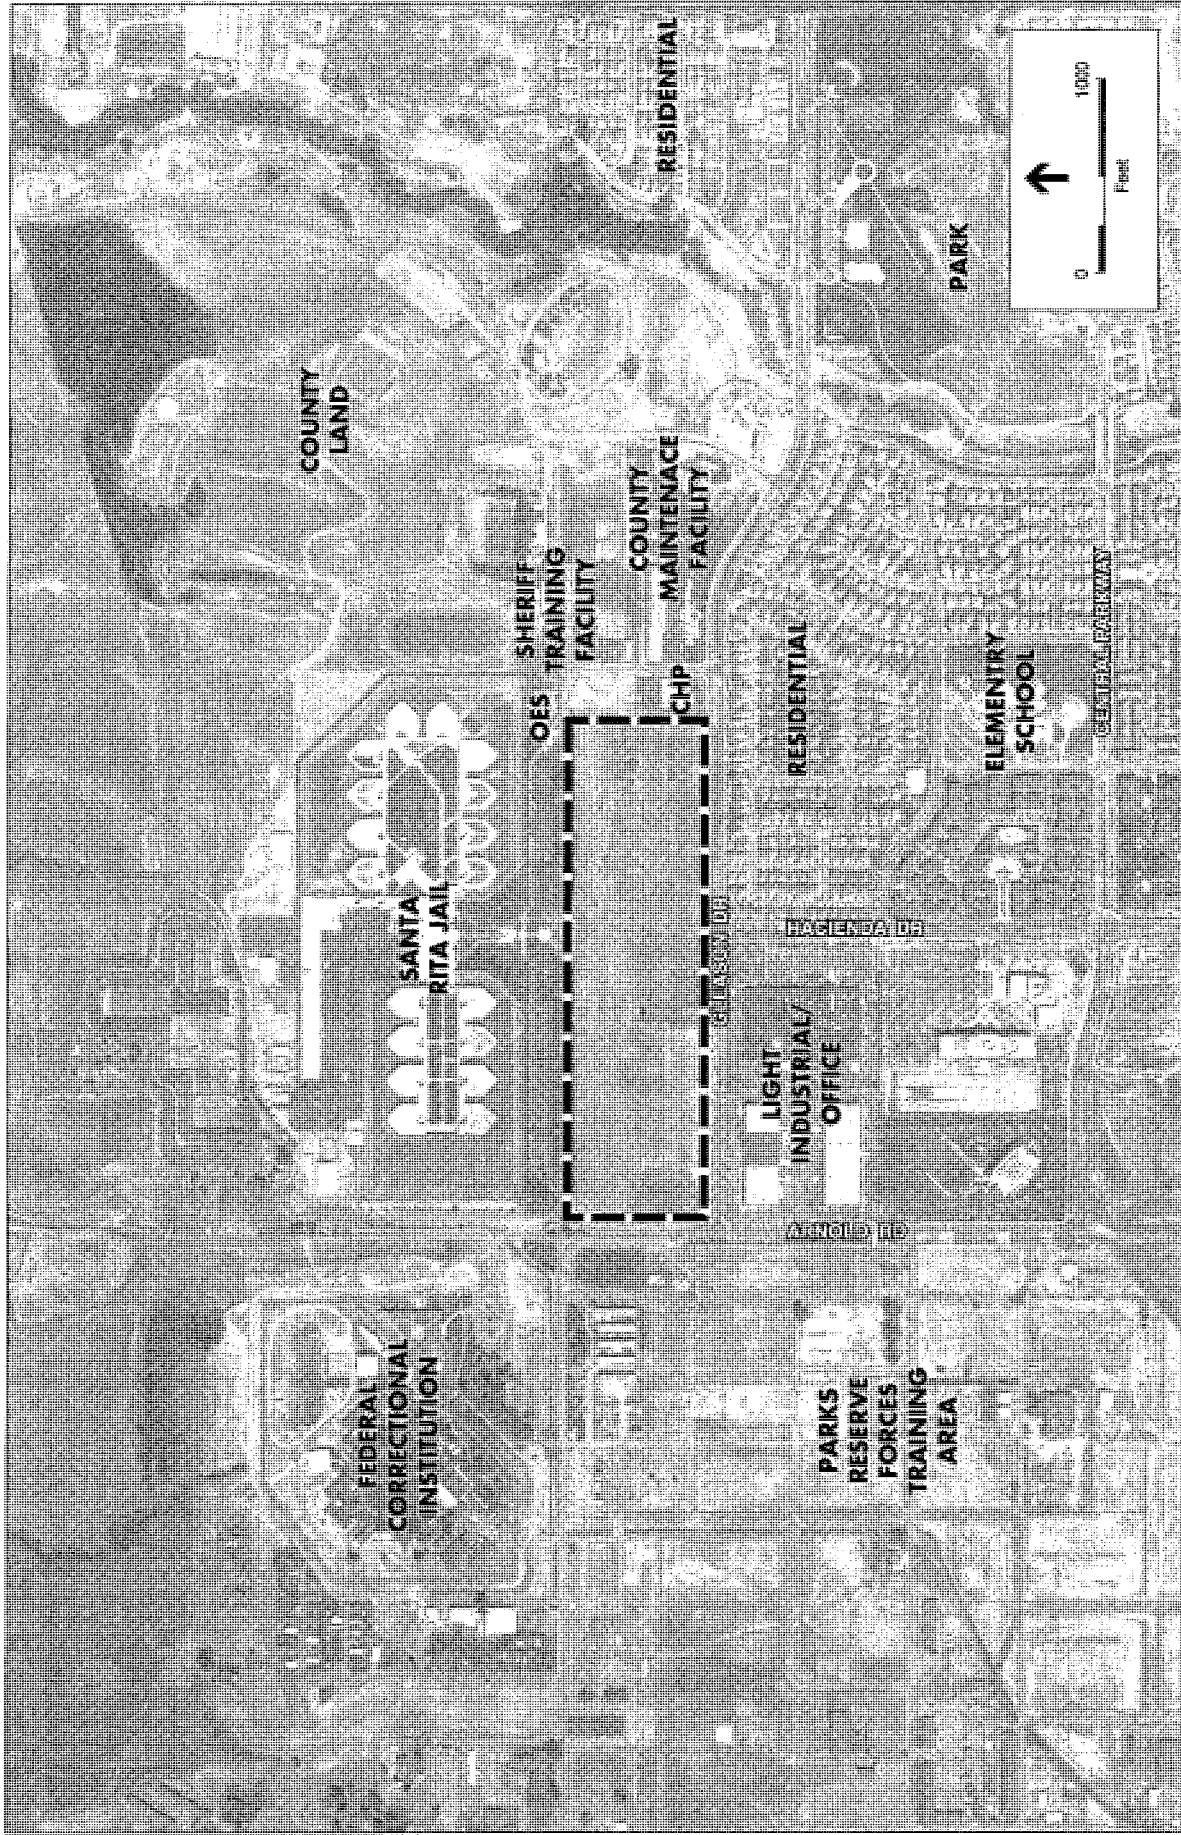 RESIDENTIAL
1000
0
Feet
PARK
COUNTY
LAND
COUNTY
MAINTENACE
FACILITY
SHERIFF
TRAINING
FACILITY
OES
CHP
RESIDENTIAL
ELEMENTRY
SCHOOL
CENTRAL PARKWAY
SANTA
RITA JAIL
HACIENDA DR
LIGHT
INDUSTRIAL/
OFFICE
ARNOLD RD
FEDERAL
CORRECTIONAL
INSTITUTION
PARKS
RESERVE
FORCES
TRAINING
AREA